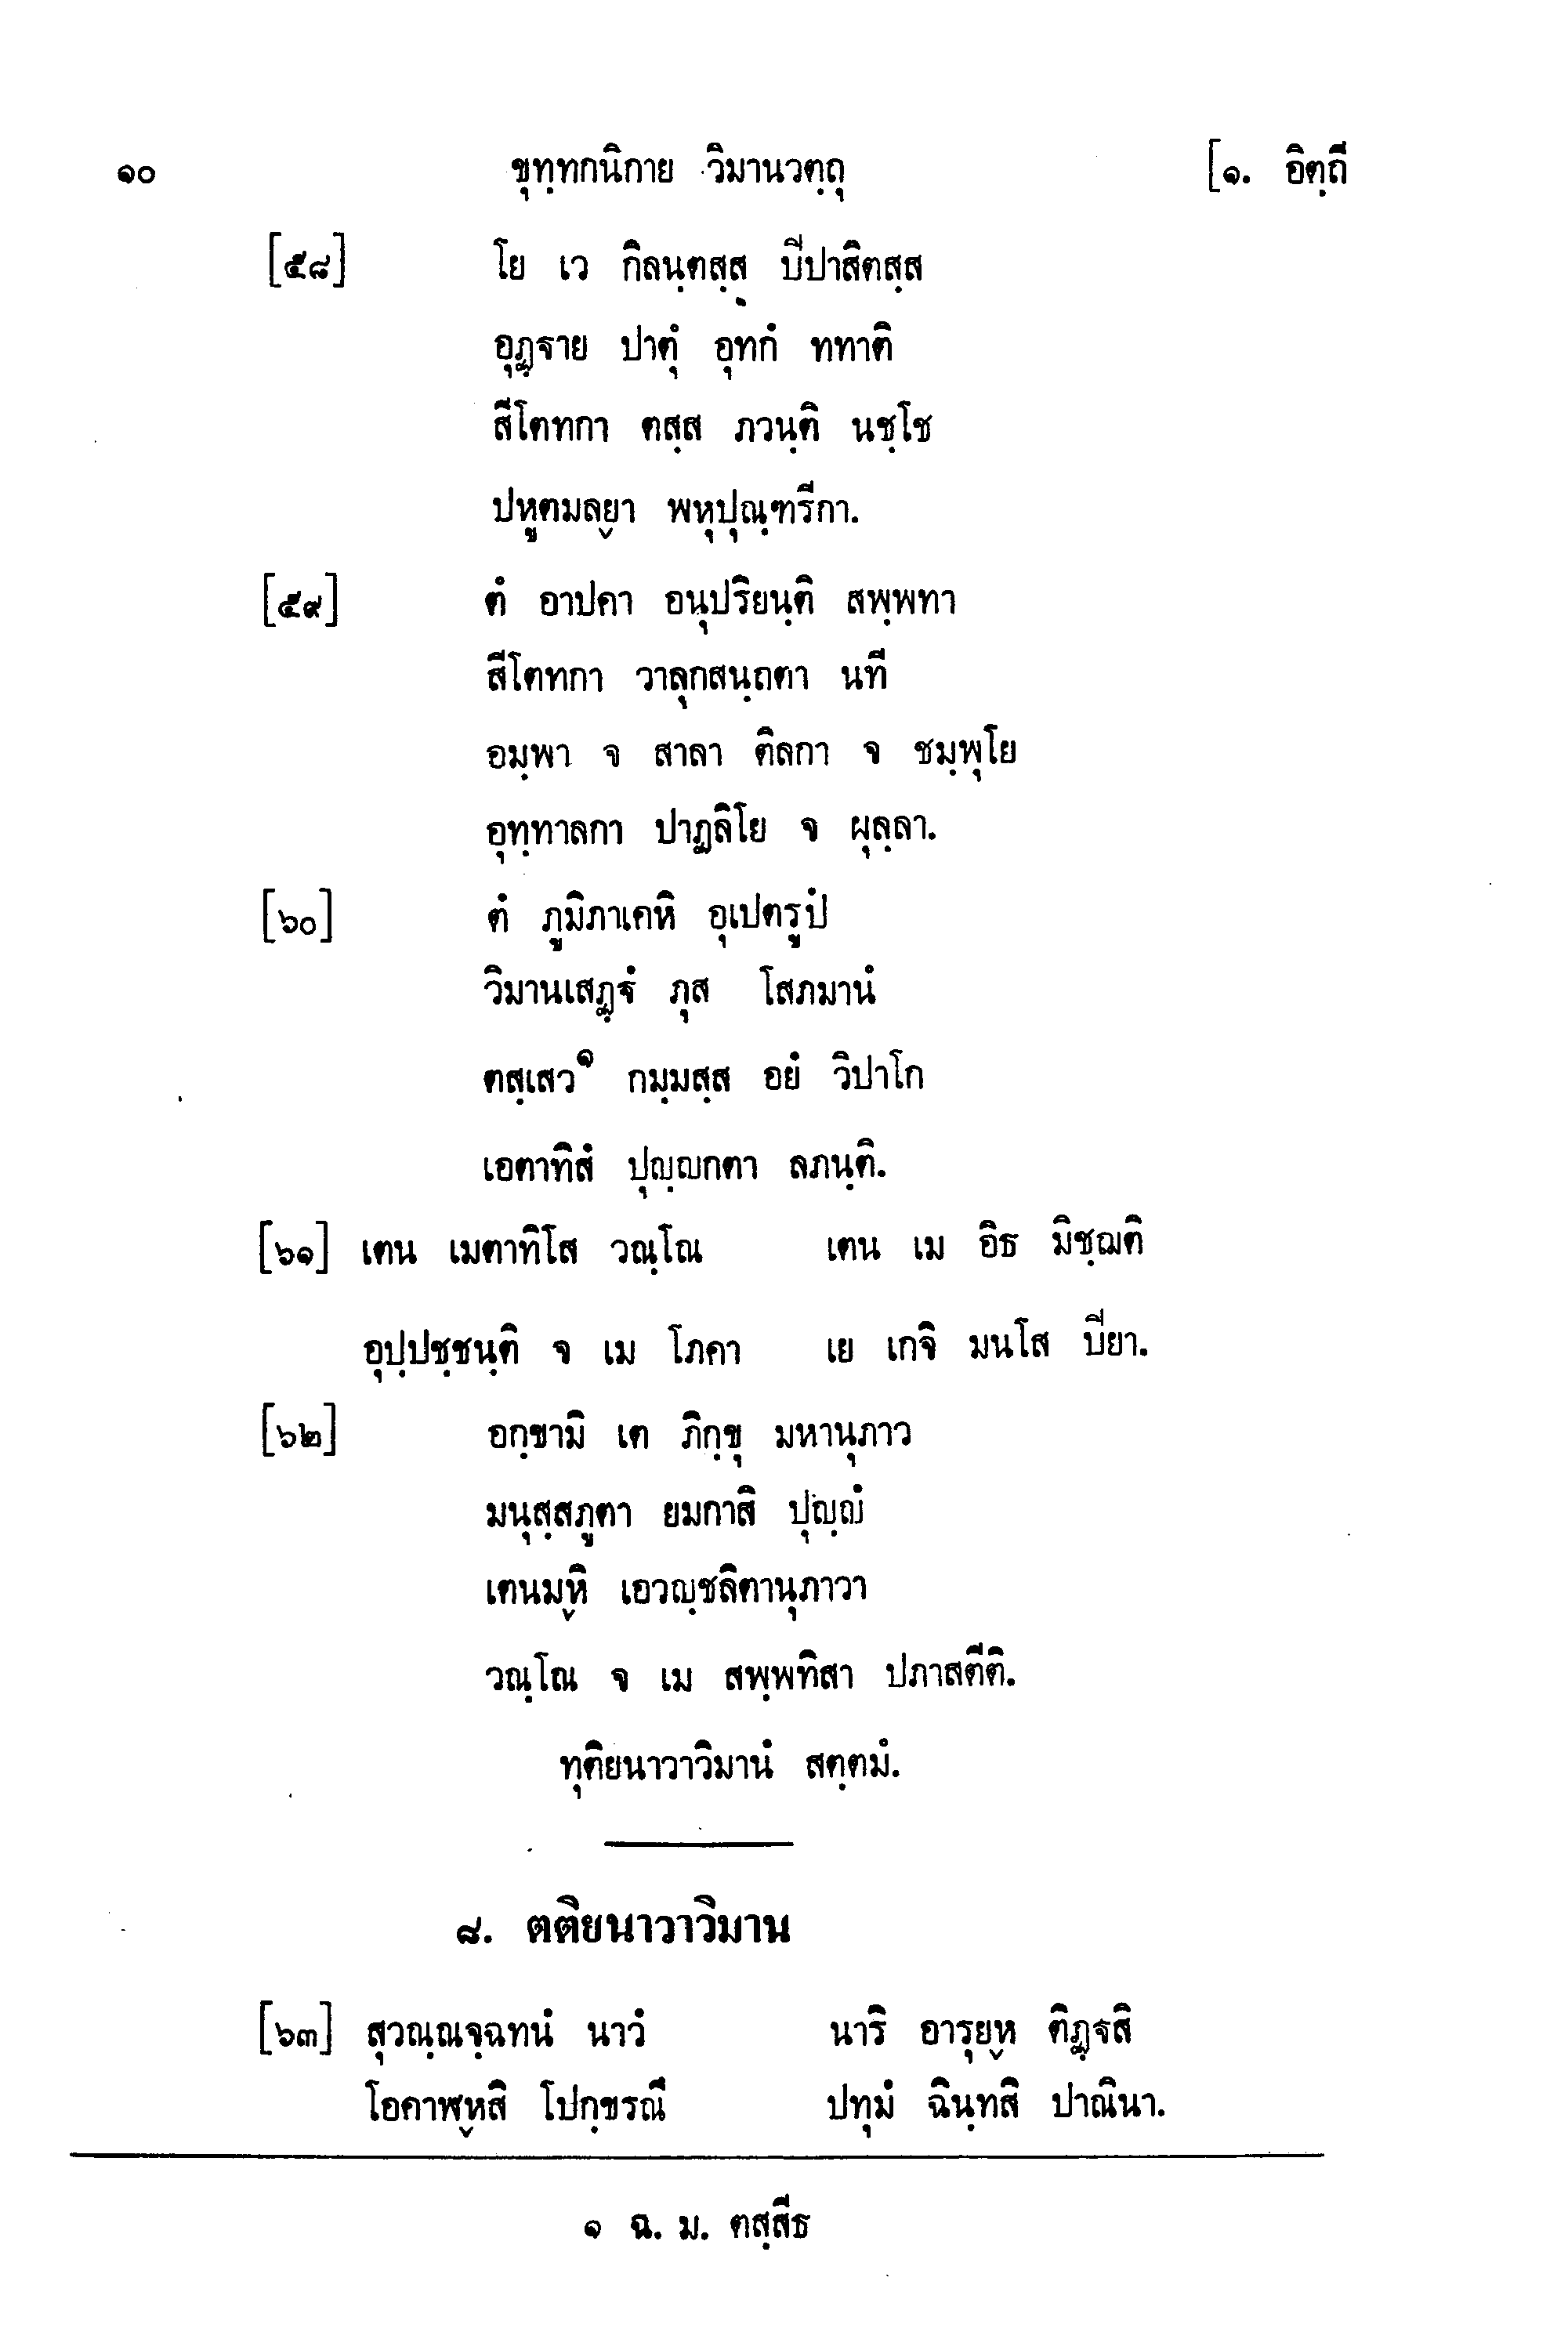 ๑๐ ขุทฺทกนิกาย วิมานวตฺถุ [๑. อิตฺถี
[๕๘] โย เว กิลนฺตสฺส ปิปาสิตสฺส
อุฏฺฐาย ปาตุํ อุทกํ ททาติ
สีโตทกา ตสฺส ภวนฺติ นชฺโช
ปหูตมลฺยา พหุปุณฺฑรีกา.
[๕๙] ตํ อาปคา อนุปริยนฺติ สพฺพทา
สีโตทกา วาลุกสนฺถตา นที
อมฺพา จ สาลา ติลกา จ ชมฺพุโย
อุทฺทาลกา ปาฏลิโย จ ผุลฺลา.
[๖๐] ตํ ภูมิภาเคหิ อุเปตรูปํ
วิมานเสฏฺฐํ ภุส โสภมานํ
ตสฺเสว๑ กมฺมสฺส อยํ วิปาโก
เอตาทิสํ ปุญฺญกตา ลภนฺติ.
[๖๑] เตน เมตาทิโส วณฺโณ เตน เม อิธ มิชฺฌติ
อุปฺปชฺชนฺติ จ เม โภคา เย เกจิ มนโส ปิยา.
[๖๒] อกฺขามิ เต ภิกฺขุ มหานุภาว
มนุสฺสภูตา ยมกาสิ ปุญฺญํ
เตนมฺหิ เอวญฺชลิตานุภาวา
วณฺโณ จ เม สพฺพทิสา ปภาสตีติ.
ทุติยนาวาวิมานํ สตฺตมํ.
๘. ตติยนาวาวิมาน
[๖๓] สุวณฺณจฺฉทนํ นาวํ นาริ อารุยฺห ติฏฺฐสิ
โอคาฬฺหสิ โปกฺขรณึ ปทุมํ ฉินฺทสิ ปาณินา.
๑ ฉ. ม. ตสฺสีธ